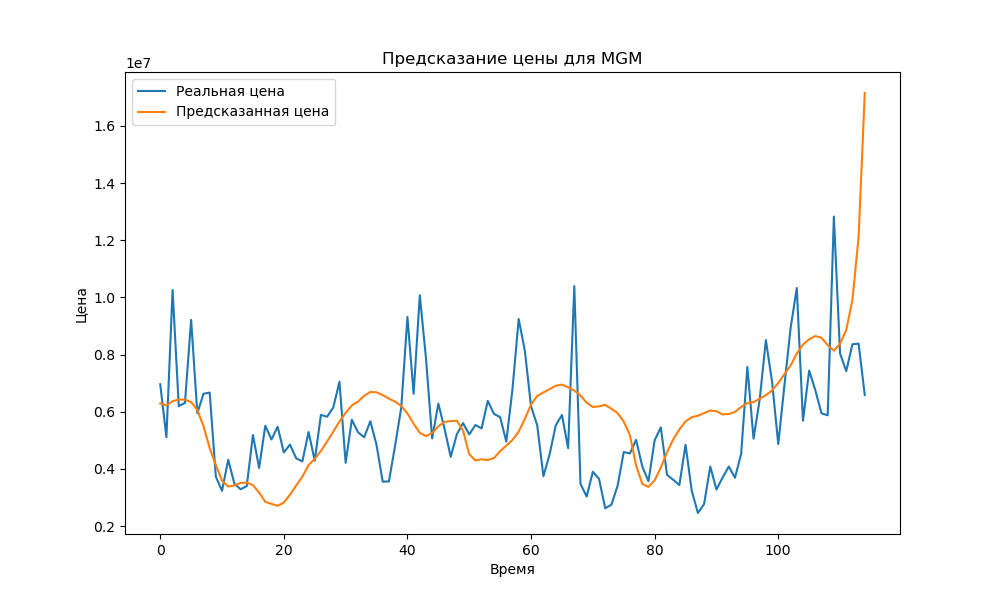 Предсказание цены для MGM
1e7
Реальная цена
Предсказанная цена
1.6
1.4
1.2
1.0
0.8
0.6
0.4
0.2
Цена
0 20 40 60 80 100
Время